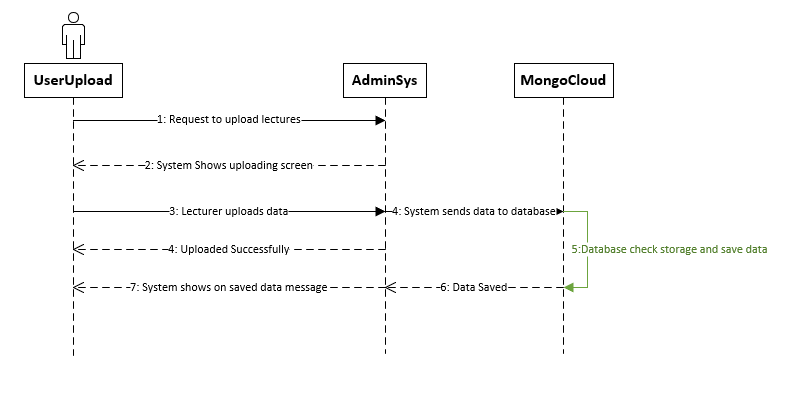 UserUpload
AdminSys
MongoCloud
1: Request to upload lectures
2: System Shows uploading screen
3: Lecturer uploads data
4: System sends data to database
4: Uploaded Successfully
5:Database check storage and save data
7: System shows on saved data message
6: Data Saved